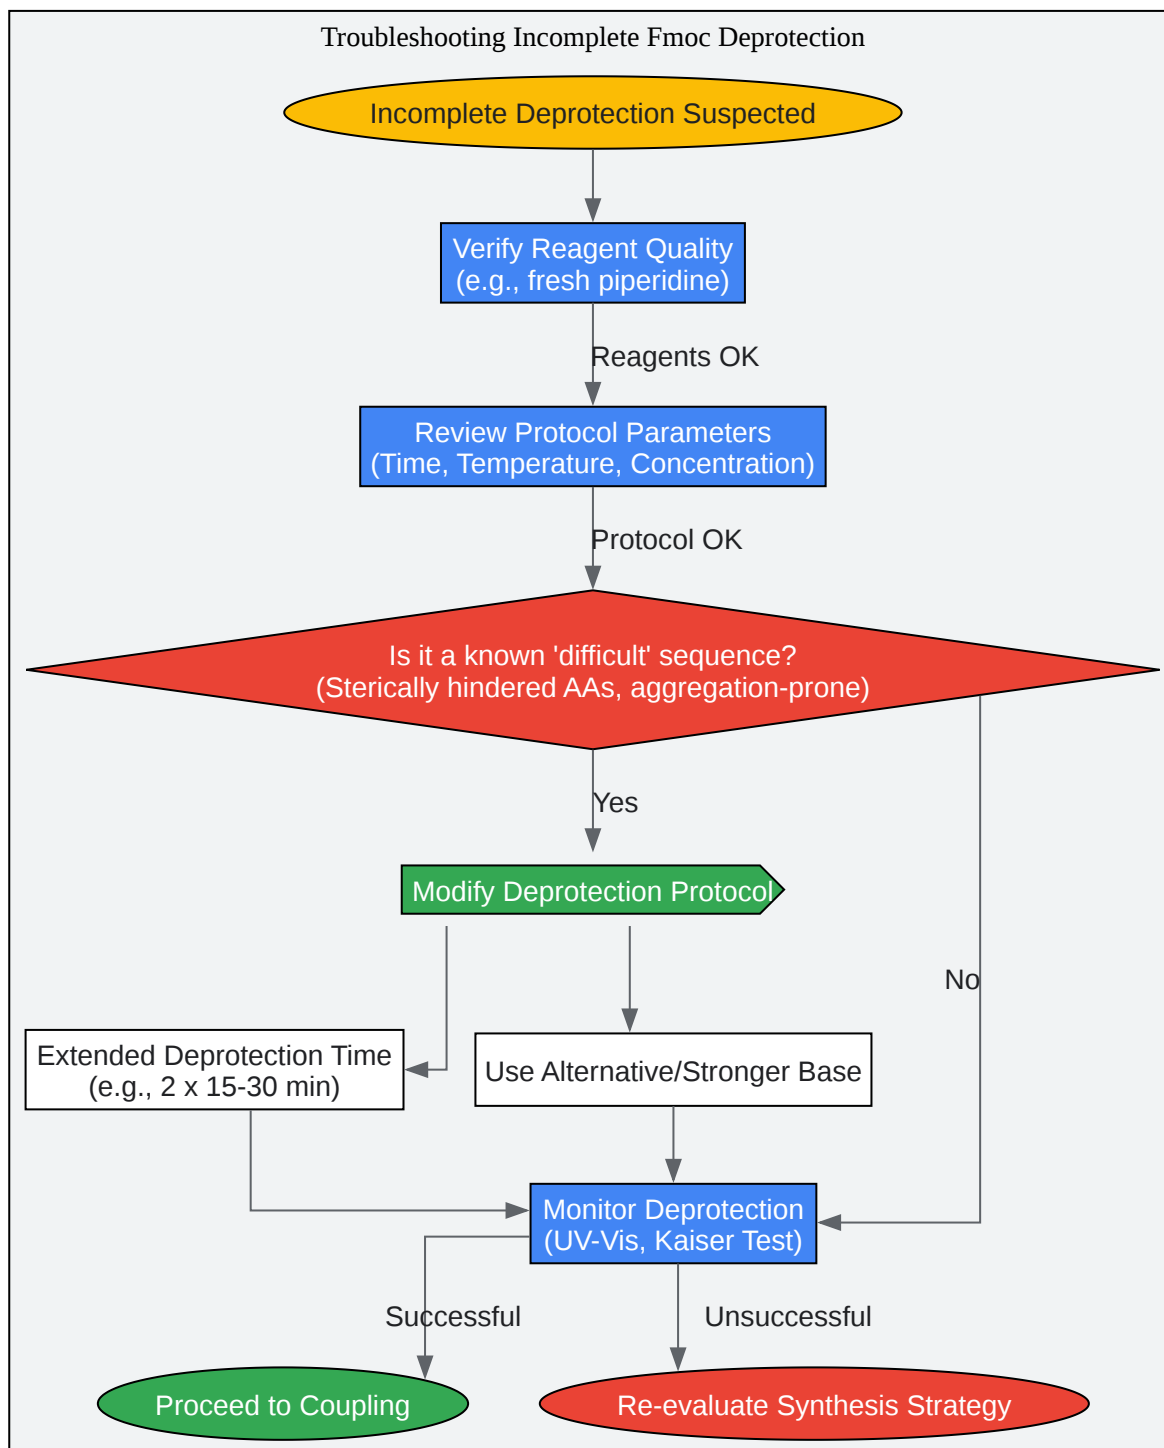 Troubleshooting Incomplete Fmoc Deprotection
Incomplete Deprotection Suspected
Verify Reagent Quality
(e.g., fresh piperidine)
Reagents OK
Review Protocol Parameters
(Time, Temperature, Concentration)
Protocol OK
Is it a known 'difficult' sequence?
(Sterically hindered AAs, aggregation-prone)
Yes
Modify Deprotection Protocol
No
Extended Deprotection Time
(e.g., 2 x 15-30 min)
Use Alternative/Stronger Base
Monitor Deprotection
(UV-Vis, Kaiser Test)
Successful
Unsuccessful
Proceed to Coupling
Re-evaluate Synthesis Strategy